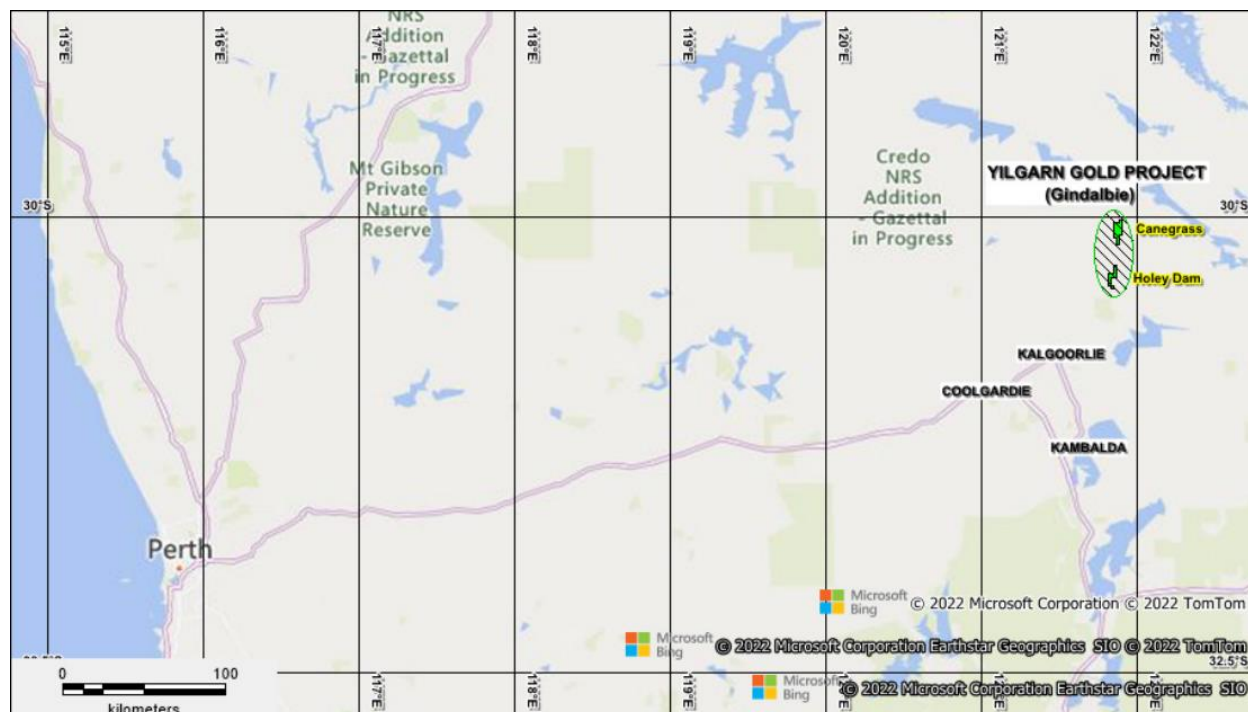 115°E
116°E
117°E
118°E
119°E
120°E
121°E
122°E
NRS
Addition
- Gazettal
in Progress
Mt Gibson
Private
Nature
Reserve
Credo
NRS
Addition
- Gazettal
in Progress
YILGARN GOLD PROJECT
(Gindalbie)
30°S
30°S
Canegrass
Holey Dam
KALGOORLIE
COOLGARDIE
KAMBALDA
Perth
Microsoft
Bing
© 2022 Microsoft Corporation © 2022 TomTom
Microsoft
Bing
© 2022 Microsoft Corporation Earthstar Geographics SIO © 2022 TomTom
32.5°S
0
100
kilometers
117°E
118°E
119°E
Bing
© 2022 Microsoft Corporation Earthstar Geographics SIO